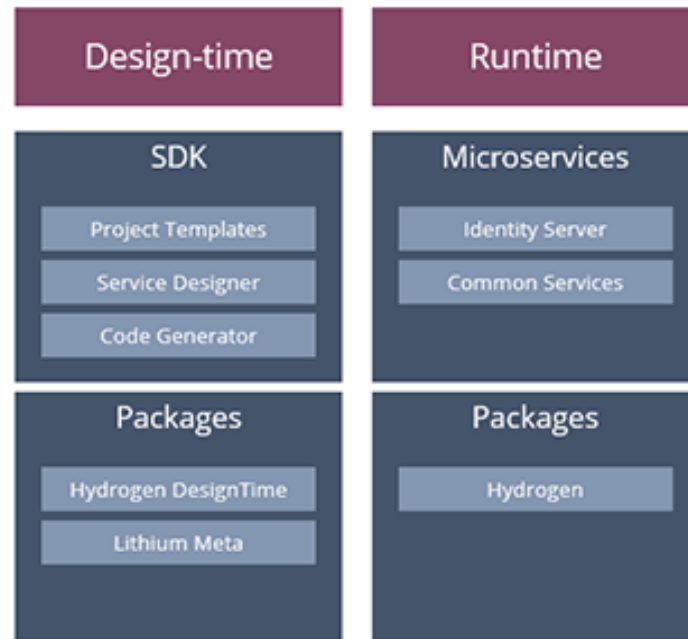 Design-time
SDK
Project Templates
Service Designer
Code Generator
Packages
Hydrogen DesignTime
Lithium Meta
Runtime
Microservices
Identity Server
Common Services
Packages
Hydrogen